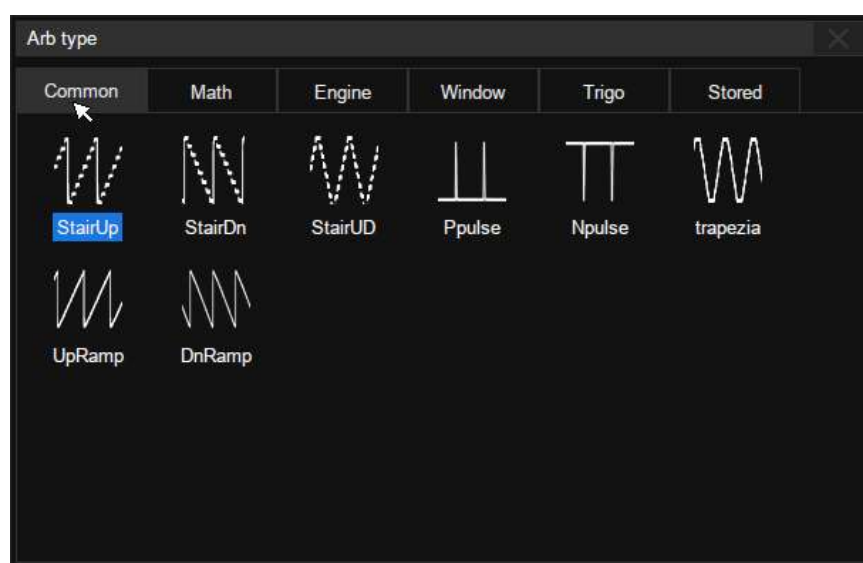 Arb type
Common Math Engine Window Trigo Stored
StairUp StairDn StairUD Ppulse Npulse trapezia
UpRamp DnRamp